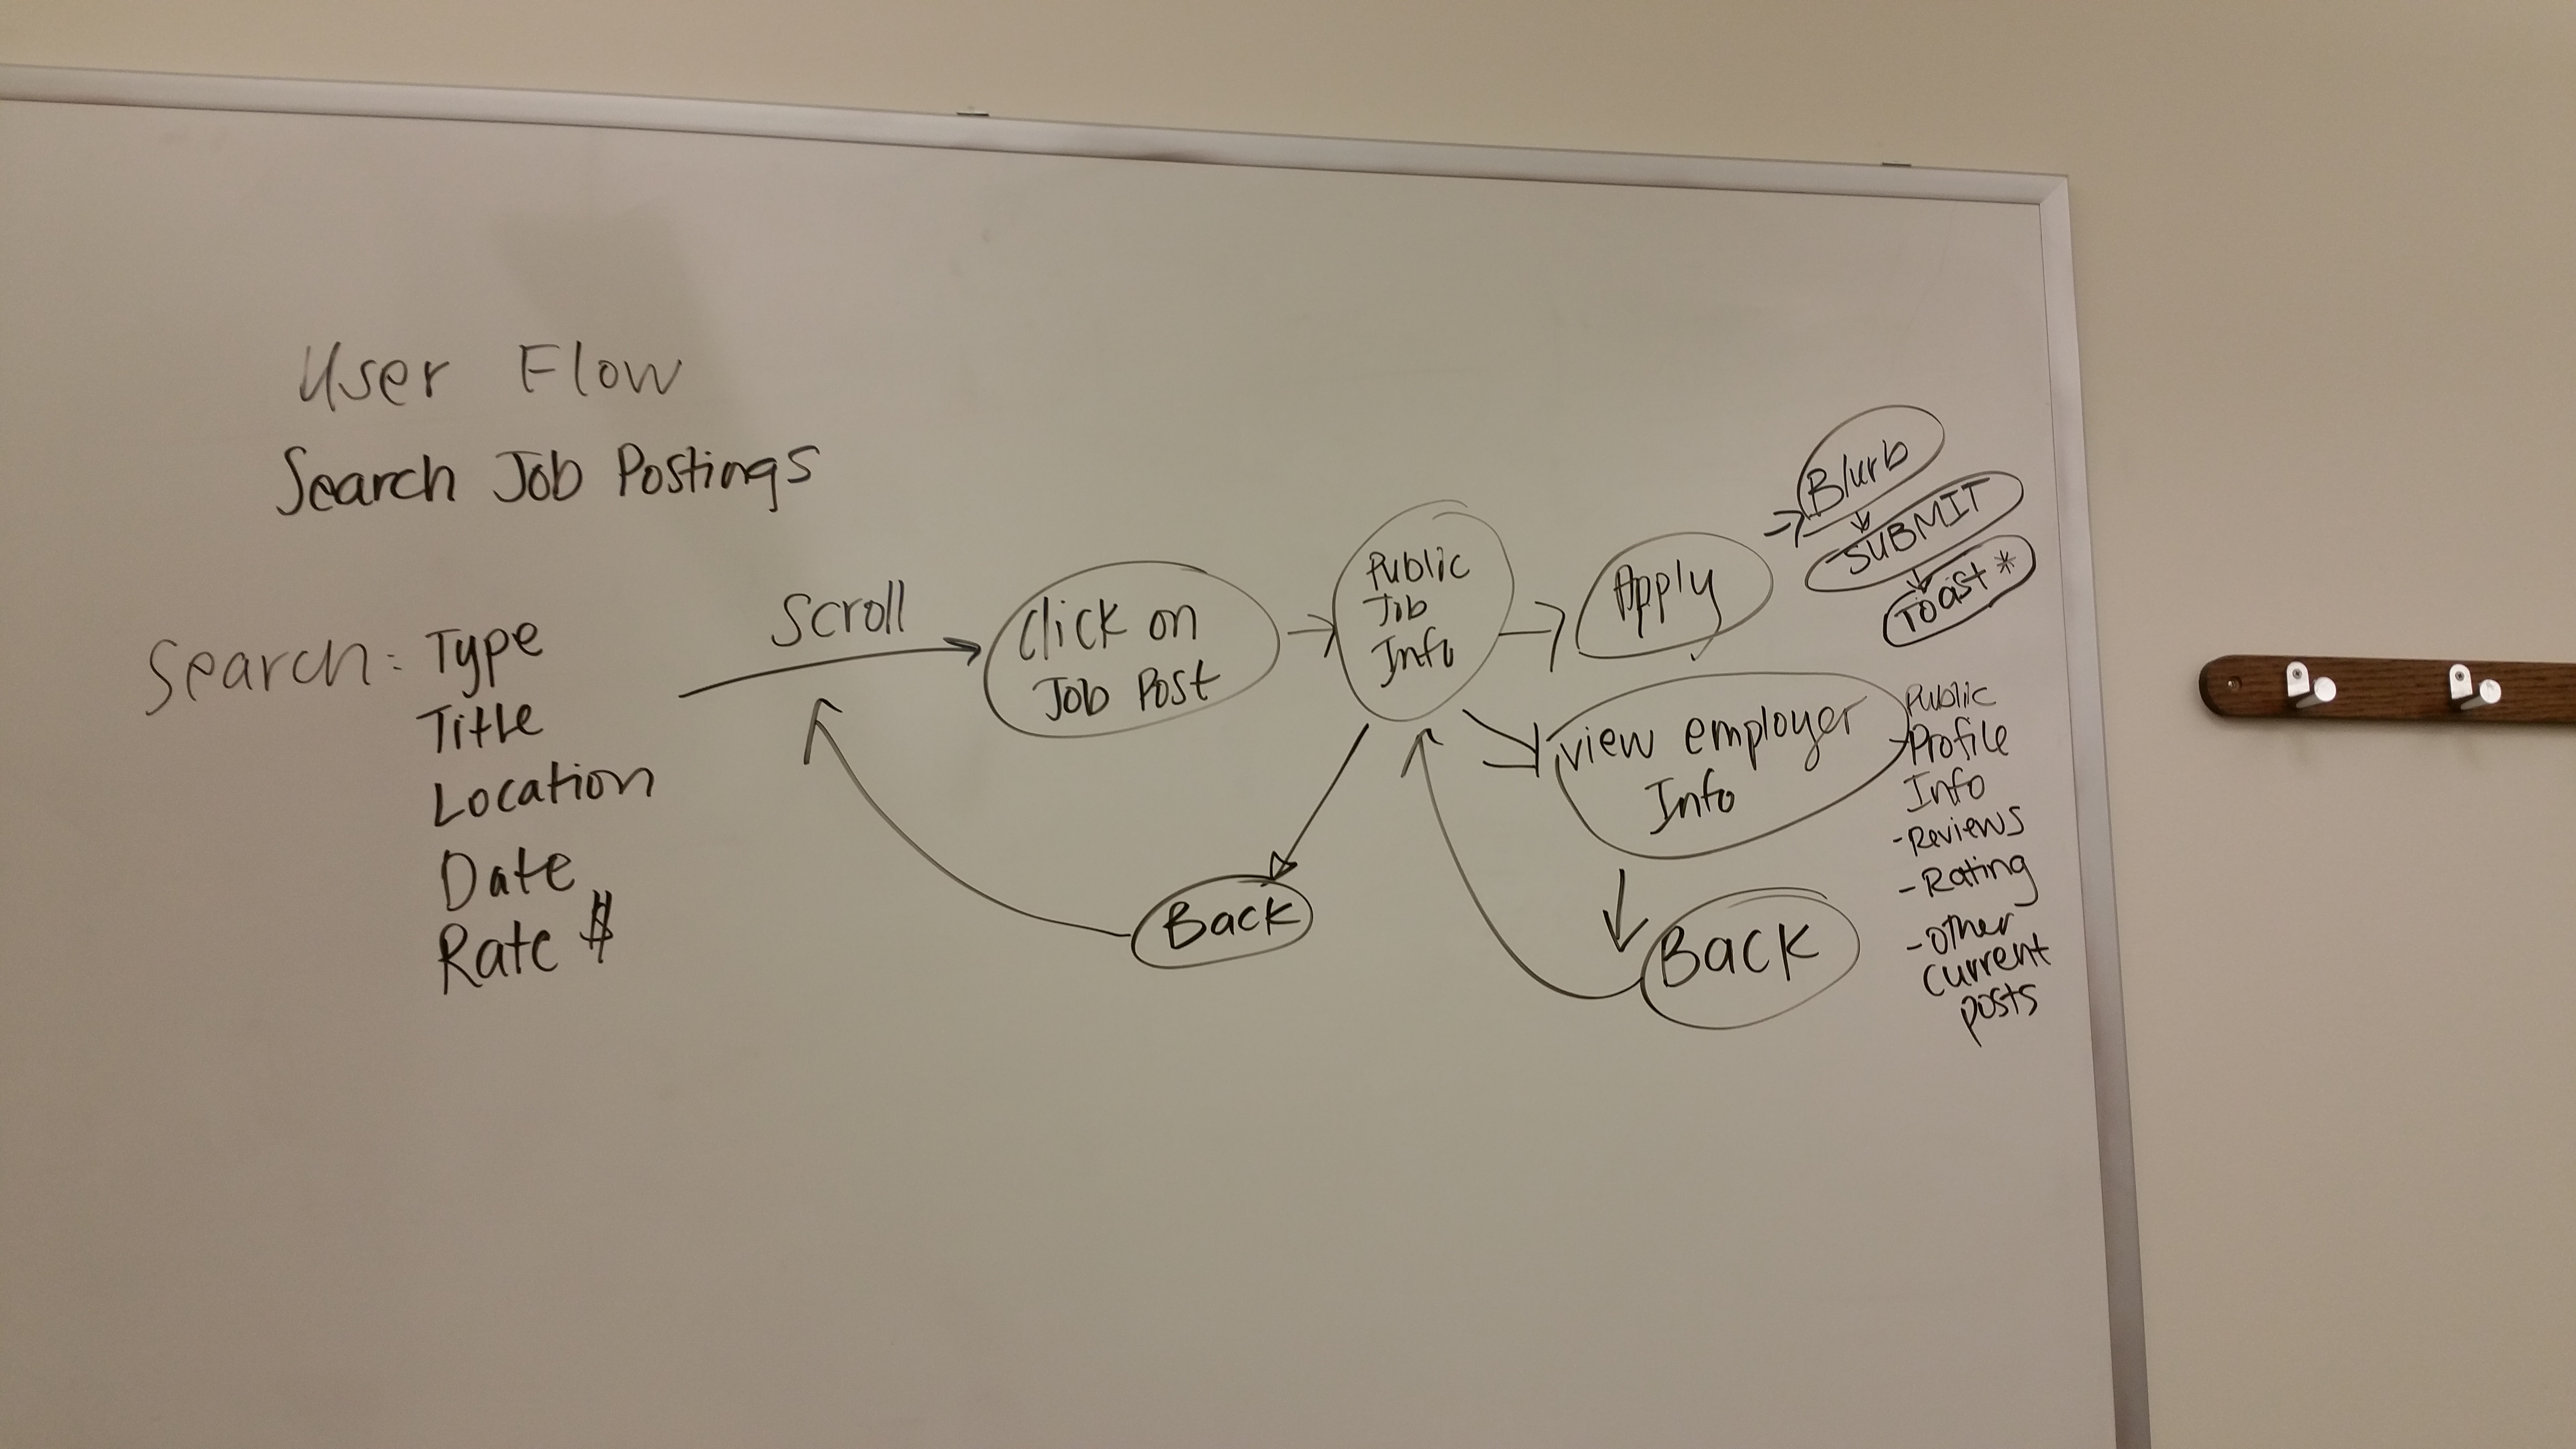 User Flow
Search Job Postings
Search: Type
Title
Location
Date
Rate $
Scroll
Click on
Job Post
Public
Job
Info
Back
Apply
Blurb
SUBMIT
Toast *
view employer
Info
Back
Public
Profile
Info
- Reviews
- Rating
- other
current
posts